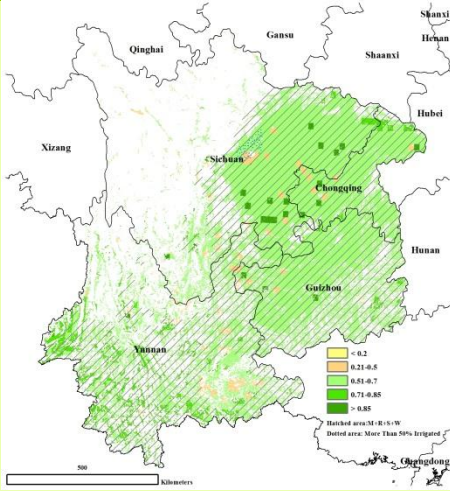 Shanxi
Gansu
Henan
Qinghai
Shaanxi
Hubei
Xizang
Sichuan
Chongqing
Hunan
Guizhou
Yunnan
< 0.2
0.21-0.5
0.51-0.7
0.71-0.85
> 0.85
Hatched area:M+R+S+W
Dotted area: More Than 50% Irrigated
Guangdong
500
Kilometers